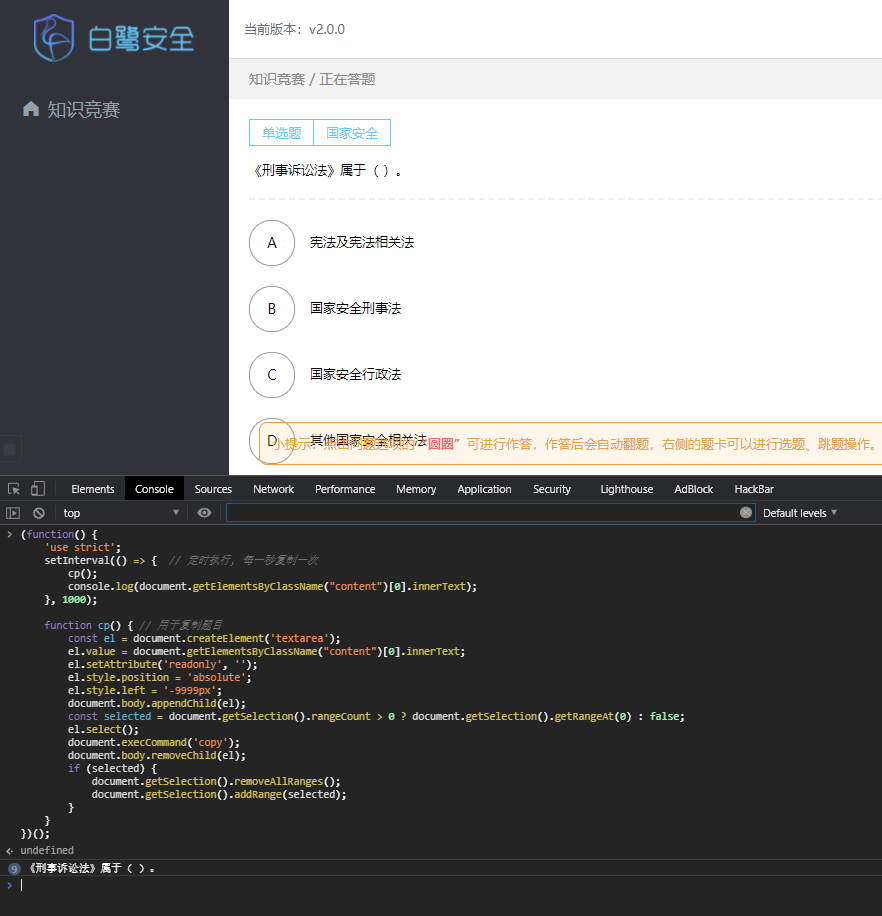 白鹭安全
当前版本：v2.0.0
知识竞赛
知识竞赛 / 正在答题
单选题 国家安全
《刑事诉讼法》属于（ ）。
A 宪法及宪法相关法
B 国家安全刑事法
C 国家安全行政法
D 其他国家安全相关法
小提示：点击问题选项的“圆圈”可进行作答，作答后会自动翻题，右侧的题卡可以进行选题、跳题操作。
Elements Console Sources Network Performance Memory Application Security Lighthouse AdBlock HackBar
top Default levels
(function() {
'use strict';
setInterval(() => { // 定时执行, 每一秒复制一次
cp();
console.log(document.getElementsByClassName("content")[0].innerText);
}, 1000);
function cp() { // 用于复制题目
const el = document.createElement('textarea');
el.value = document.getElementsByClassName("content")[0].innerText;
el.setAttribute('readonly', '');
el.style.position = 'absolute';
el.style.left = '-9999px';
document.body.appendChild(el);
const selected = document.getSelection().rangeCount > 0 ? document.getSelection().getRangeAt(0) : false;
el.select();
document.execCommand('copy');
document.body.removeChild(el);
if (selected) {
document.getSelection().removeAllRanges();
document.getSelection().addRange(selected);
}
}
})();
undefined
9 《刑事诉讼法》属于（ ）。